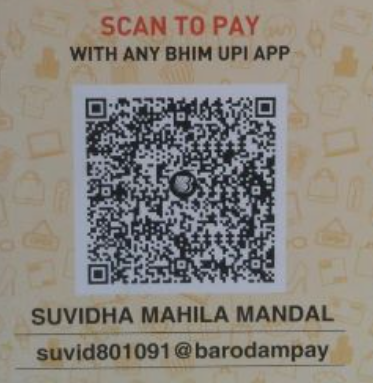 SCAN TO PAY
WITH ANY BHIM UPI APP
SUVIDHA MAHILA MANDAL
suvid801091@barodampay